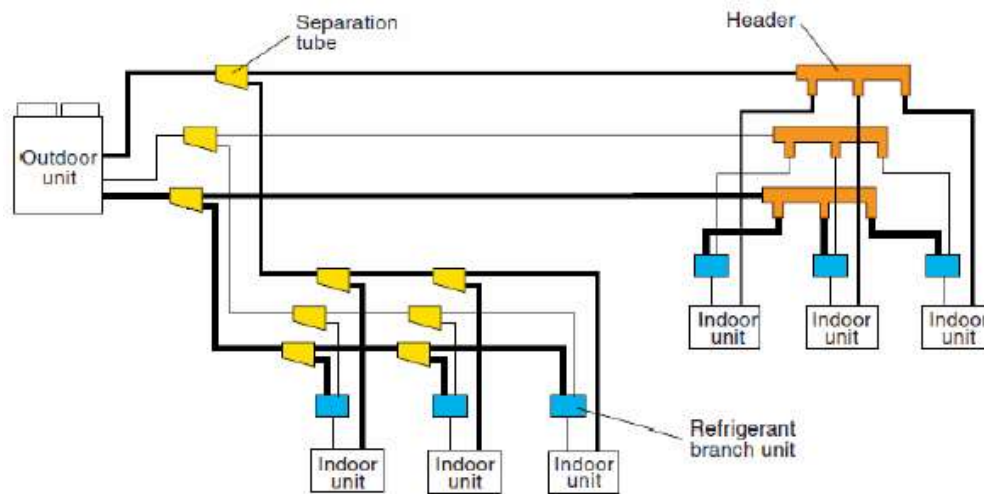 Separation
tube
Header
Outdoor
unit
Indoor
unit
Indoor
unit
Indoor
unit
Refrigerant
branch unit
Indoor
unit
Indoor
unit
Indoor
unit